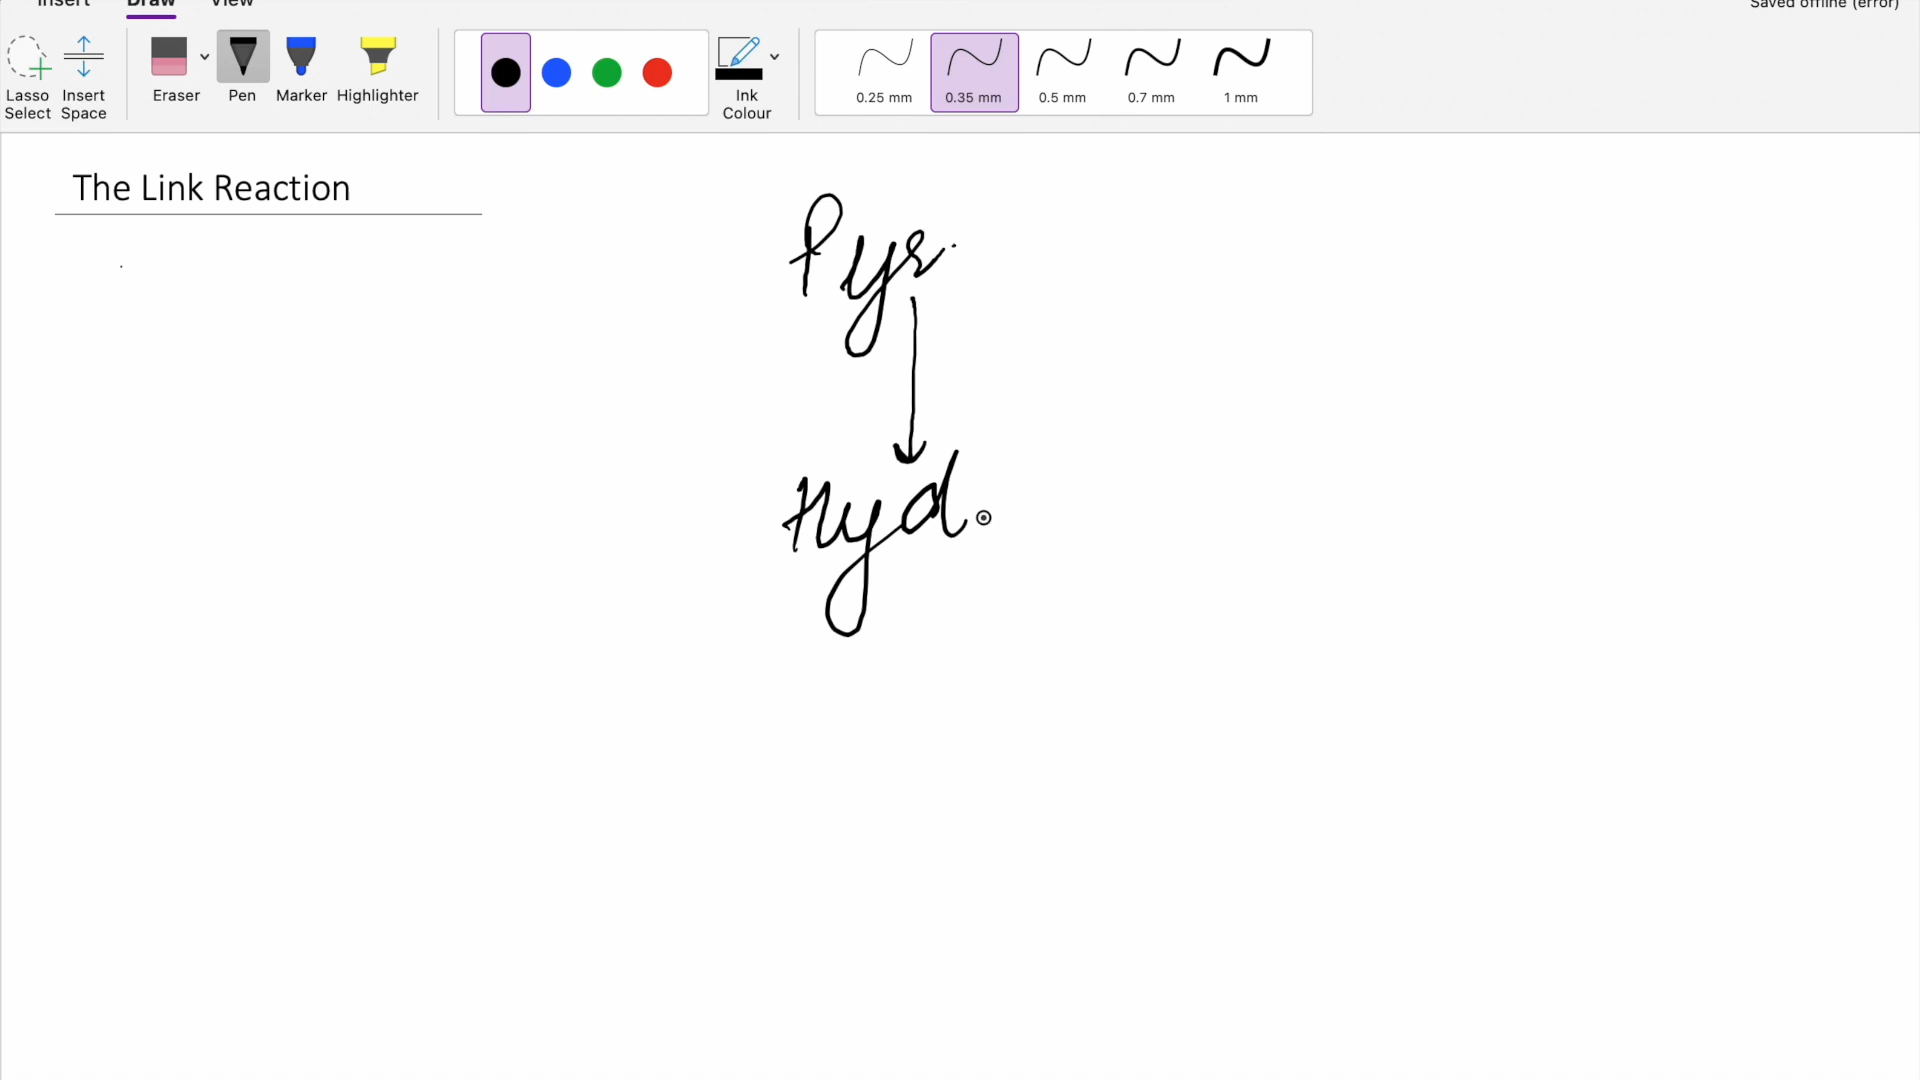 Insert Draw View Saved offline (error)
Lasso Select Insert Space Eraser Pen Marker Highlighter Ink Colour 0.25 mm 0.35 mm 0.5 mm 0.7 mm 1 mm
The Link Reaction
Pyr.
Hyd